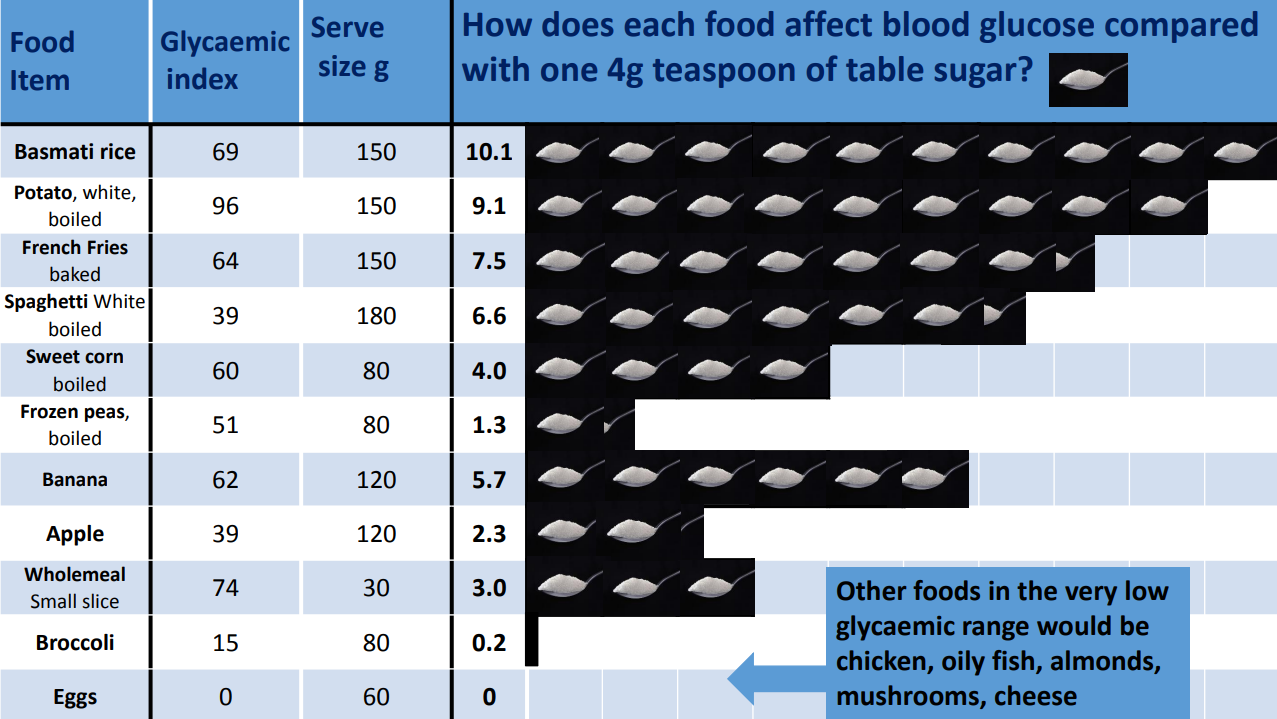 Food
Item
Glycaemic
index
Serve
size g
How does each food affect blood glucose compared
with one 4g teaspoon of table sugar?
Basmati rice 69 150 10.1
Potato, white,
boiled 96 150 9.1
French Fries
baked 64 150 7.5
Spaghetti White
boiled 39 180 6.6
Sweet corn
boiled 60 80 4.0
Frozen peas,
boiled 51 80 1.3
Banana 62 120 5.7
Apple 39 120 2.3
Wholemeal
Small slice 74 30 3.0
Broccoli 15 80 0.2
Eggs 0 60 0
Other foods in the very low
glycaemic range would be
chicken, oily fish, almonds,
mushrooms, cheese